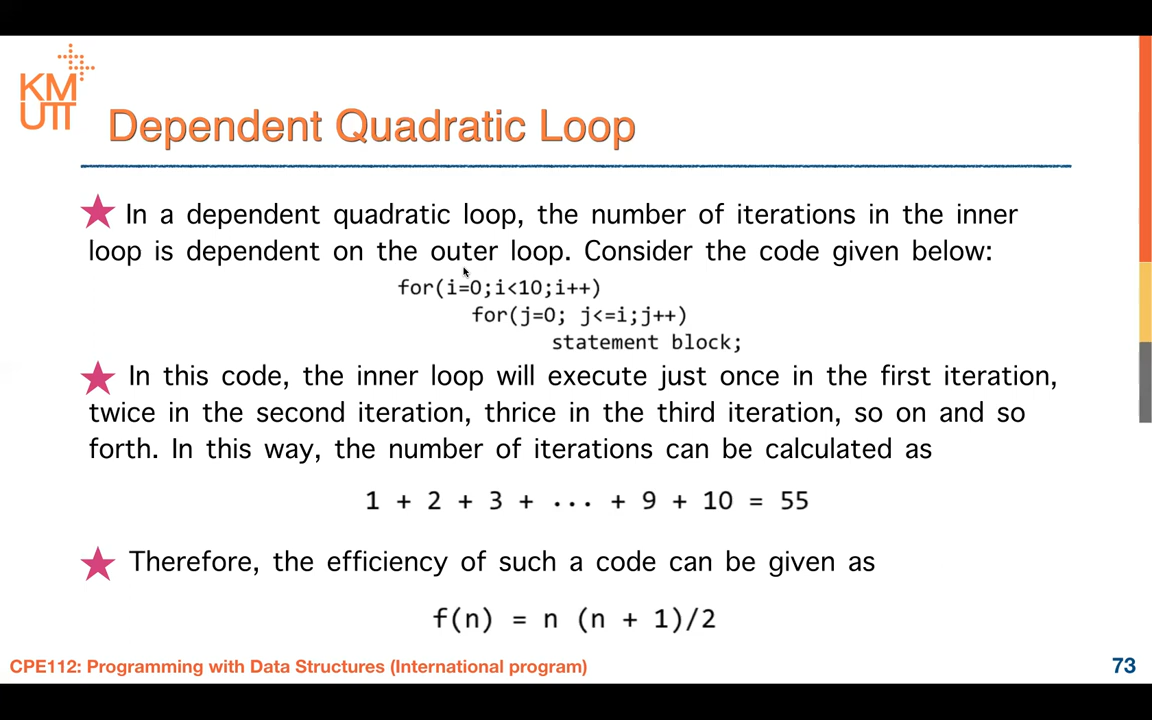 KM
UTT
Dependent Quadratic Loop
In a dependent quadratic loop, the number of iterations in the inner
loop is dependent on the outer loop. Consider the code given below:
for(i=0;i<10;i++)
for(j=0; j<=i;j++)
statement block;
In this code, the inner loop will execute just once in the first iteration,
twice in the second iteration, thrice in the third iteration, so on and so
forth. In this way, the number of iterations can be calculated as
1 + 2 + 3 + ... + 9 + 10 = 55
Therefore, the efficiency of such a code can be given as
f(n) = n (n + 1)/2
CPE112: Programming with Data Structures (International program)
73